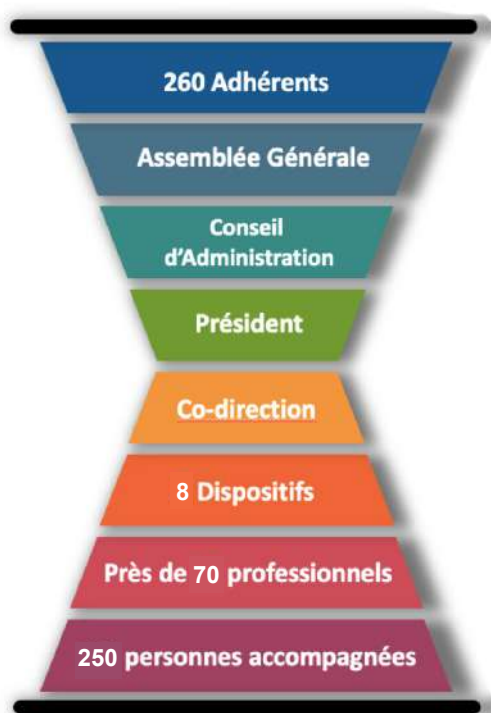 260 Adhérents
Assemblée Générale
Conseil
d'Administration
Président
Co-direction
8 Dispositifs
Près de 70 professionnels
250 personnes accompagnées